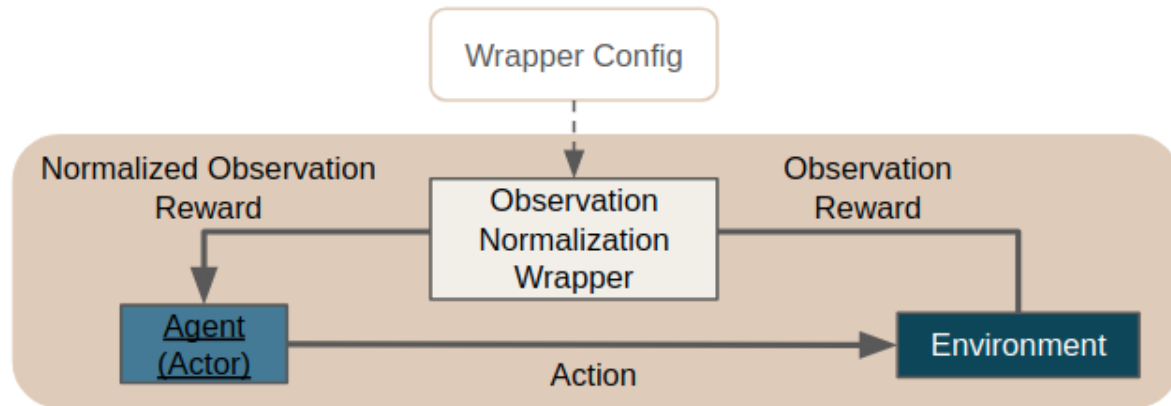 Wrapper Config
Normalized Observation
Reward
Observation
Normalization
Wrapper
Observation
Reward
Agent
(Actor)
Action
Environment